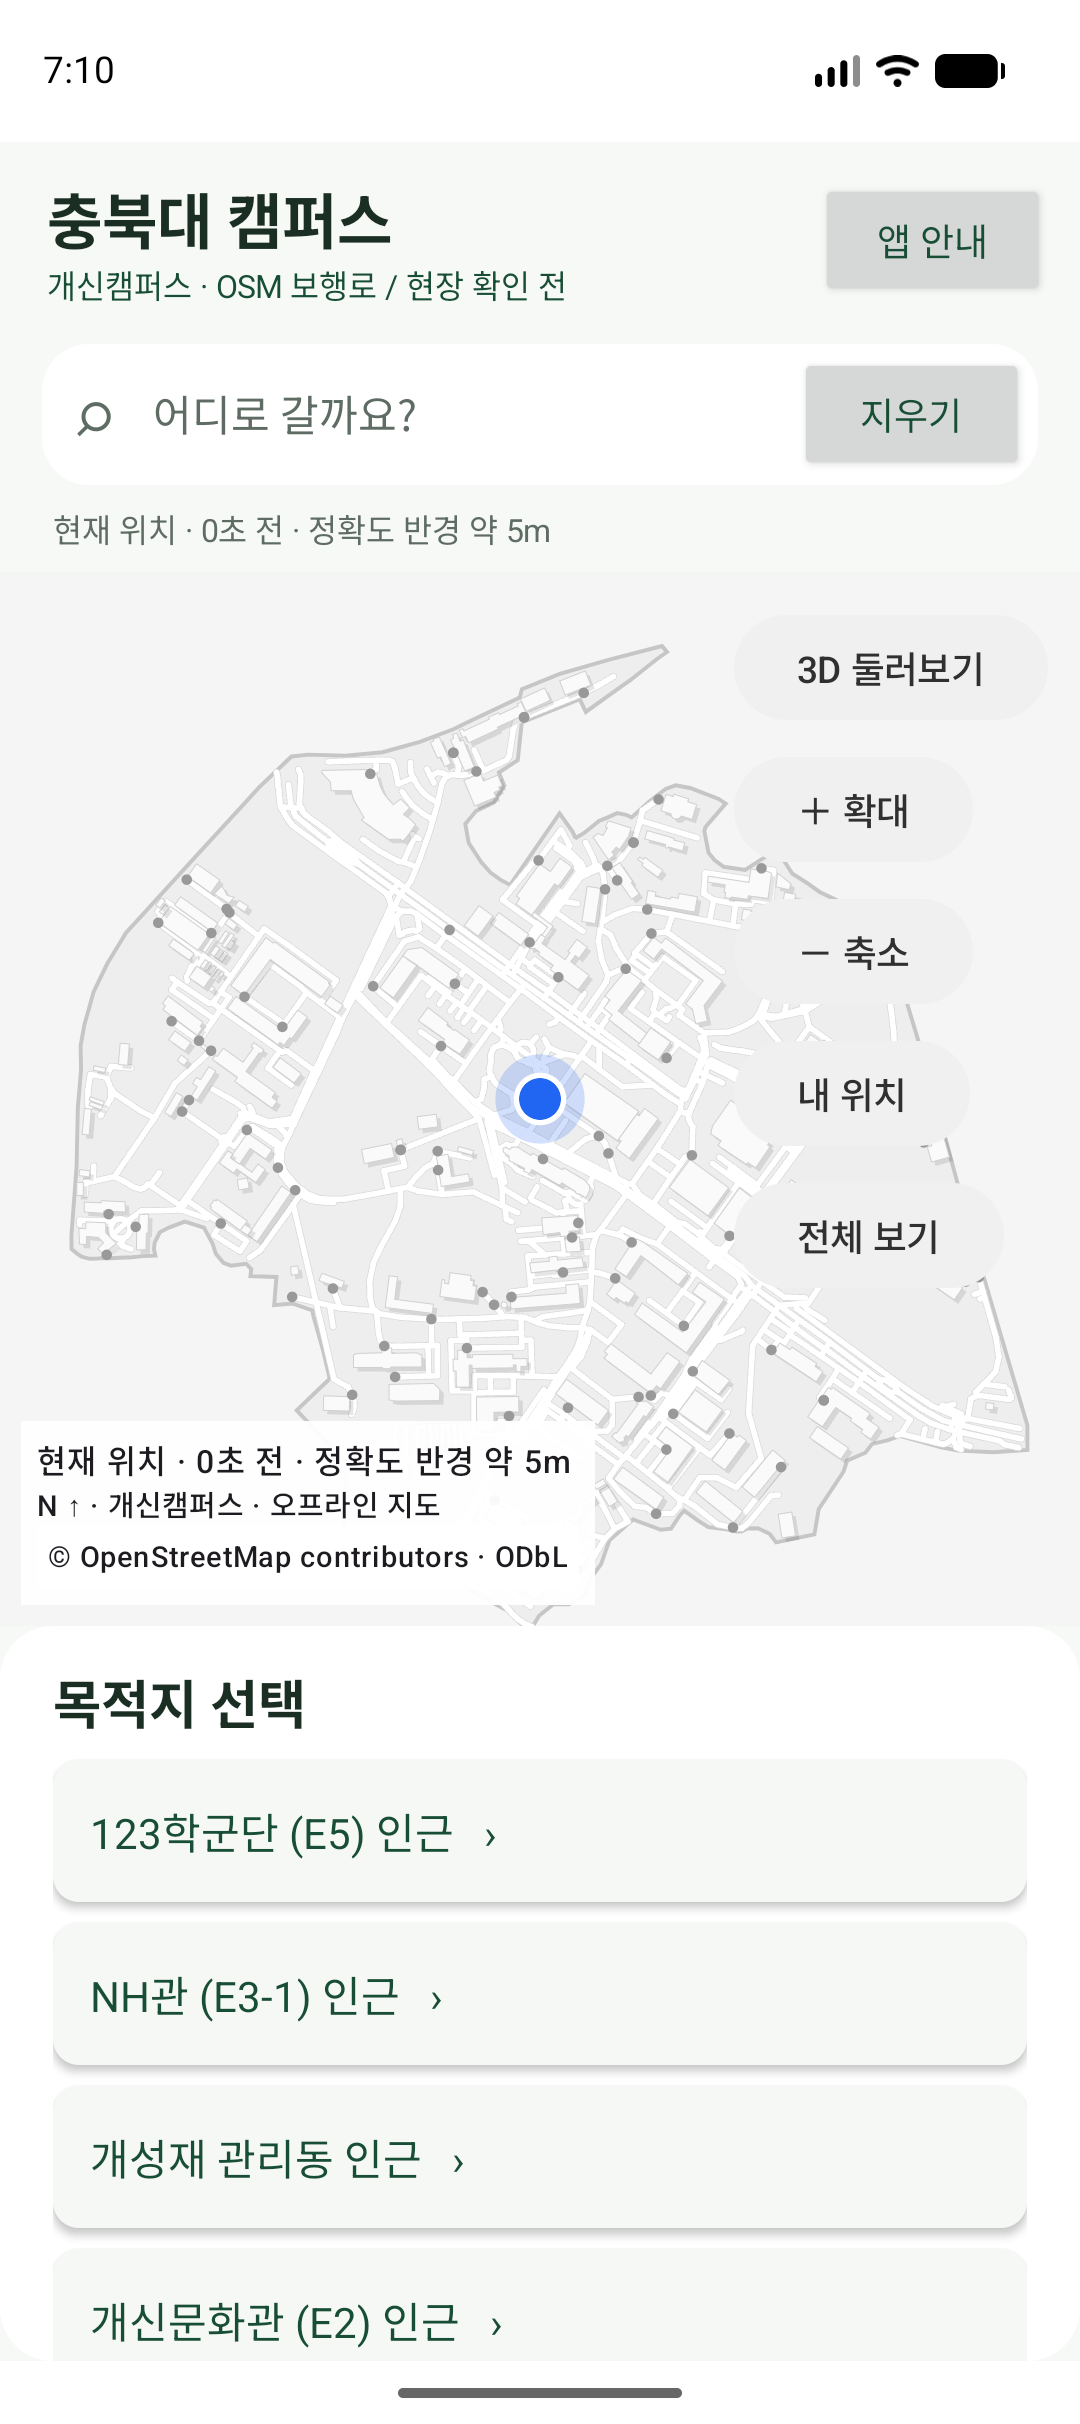 7:10
충북대 캠퍼스
앱 안내
개신캠퍼스 · OSM 보행로 / 현장 확인 전
어디로 갈까요?
지우기
현재 위치 · 0초 전 · 정확도 반경 약 5m
3D 둘러보기
+ 확대
− 축소
내 위치
전체 보기
현재 위치 · 0초 전 · 정확도 반경 약 5m
N ↑ · 개신캠퍼스 · 오프라인 지도
© OpenStreetMap contributors · ODbL
목적지 선택
123학군단 (E5) 인근 ›
NH관 (E3-1) 인근 ›
개성재 관리동 인근 ›
개신문화관 (E2) 인근 ›